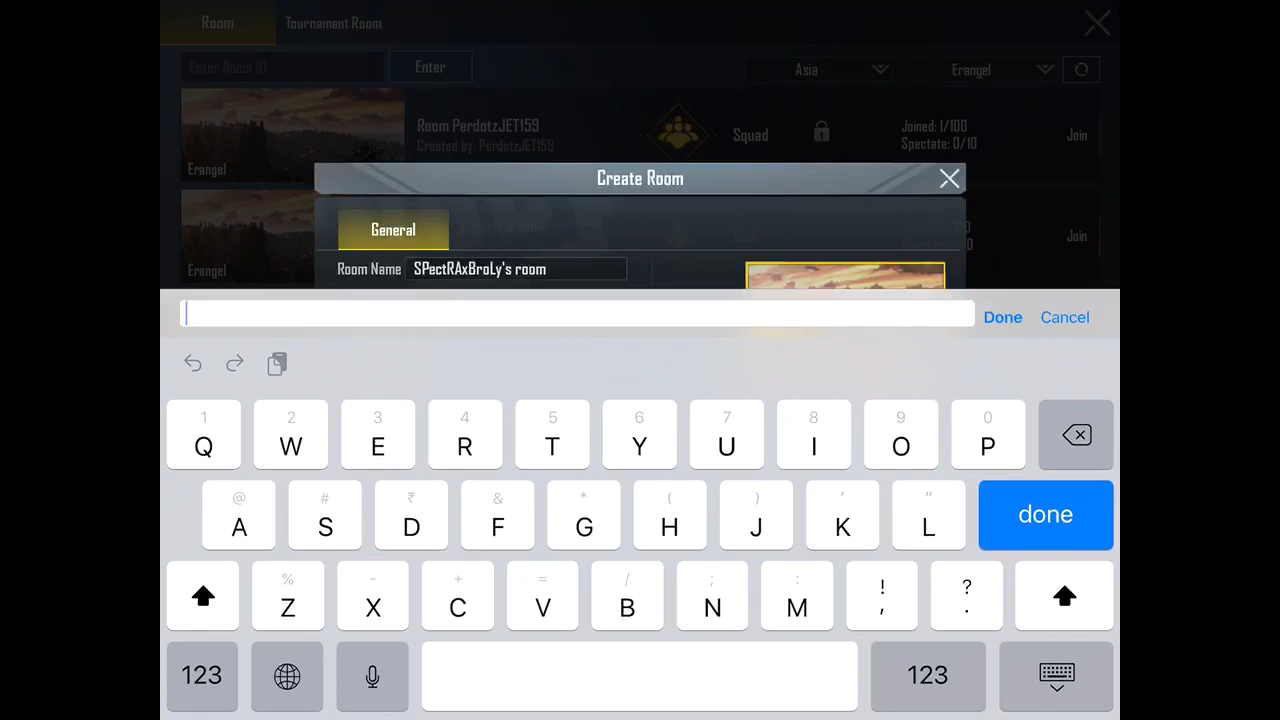 Room
Tournament Room
Enter Room ID
Enter
Asia
Erangel
Room PerdotzJET159
Created by: PerdotzJET159
Squad
Joined: 1/100
Spectate: 0/10
Join
Erangel
Create Room
General
Join
Erangel
Room Name
SPectRAxBroLy's room
Done
Cancel
1 2 3 4 5 6 7 8 9 0
Q W E R T Y U I O P
@ # ₹ & * ( ) ' "
A S D F G H J K L
done
% - + = / ; : ! ?
Z X C V B N M , .
123
123